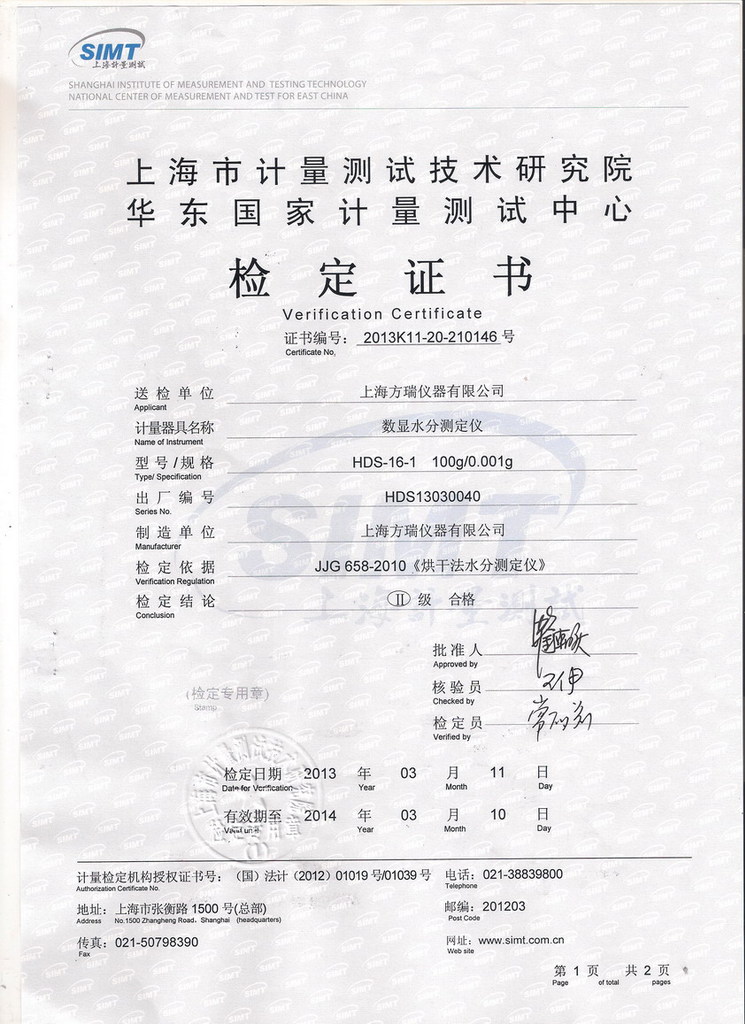 SIMT
上海计量测试
SHANGHAI INSTITUTE OF MEASUREMENT AND TESTING TECHNOLOGY
NATIONAL CENTER OF MEASUREMENT AND TEST FOR EAST CHINA
上海市计量测试技术研究院
华东国家计量测试中心
检定证书
Verification Certificate
证书编号: 2013K11-20-210146 号
Certificate No,
送检单位 上海方瑞仪器有限公司
Applicant
计量器具名称 数显水分测定仪
Name of Instrument
型号/规格 HDS-16-1 100g/0.001g
Type/ Specification
出厂编号 HDS13030040
Series No.
制造单位 上海方瑞仪器有限公司
Manufacturer
检定依据 JJG 658-2010《烘干法水分测定仪》
Verification Regulation
检定结论 Ⅱ 级 合格
Conclusion
批准人
Approved by
核验员
Checked by
检定员
Verified by
(检定专用章)
Stamp
检定日期 2013 年 03 月 11 日
Date for Verification Year Month Day
有效期至 2014 年 03 月 10 日
Valid until Year Month Day
计量检定机构授权证书号: (国) 法计 (2012) 01019 号/01039 号 电话: 021-38839800
Authorization Certificate No. Telephone
地址: 上海市张衡路 1500 号(总部) 邮编: 201203
Address No.1500 Zhangheng Road, Shanghai (headquarters) Post Code
传真: 021-50798390 网址: www.simt.com.cn
Fax Web site
第 1 页 共 2 页
Page of total pages